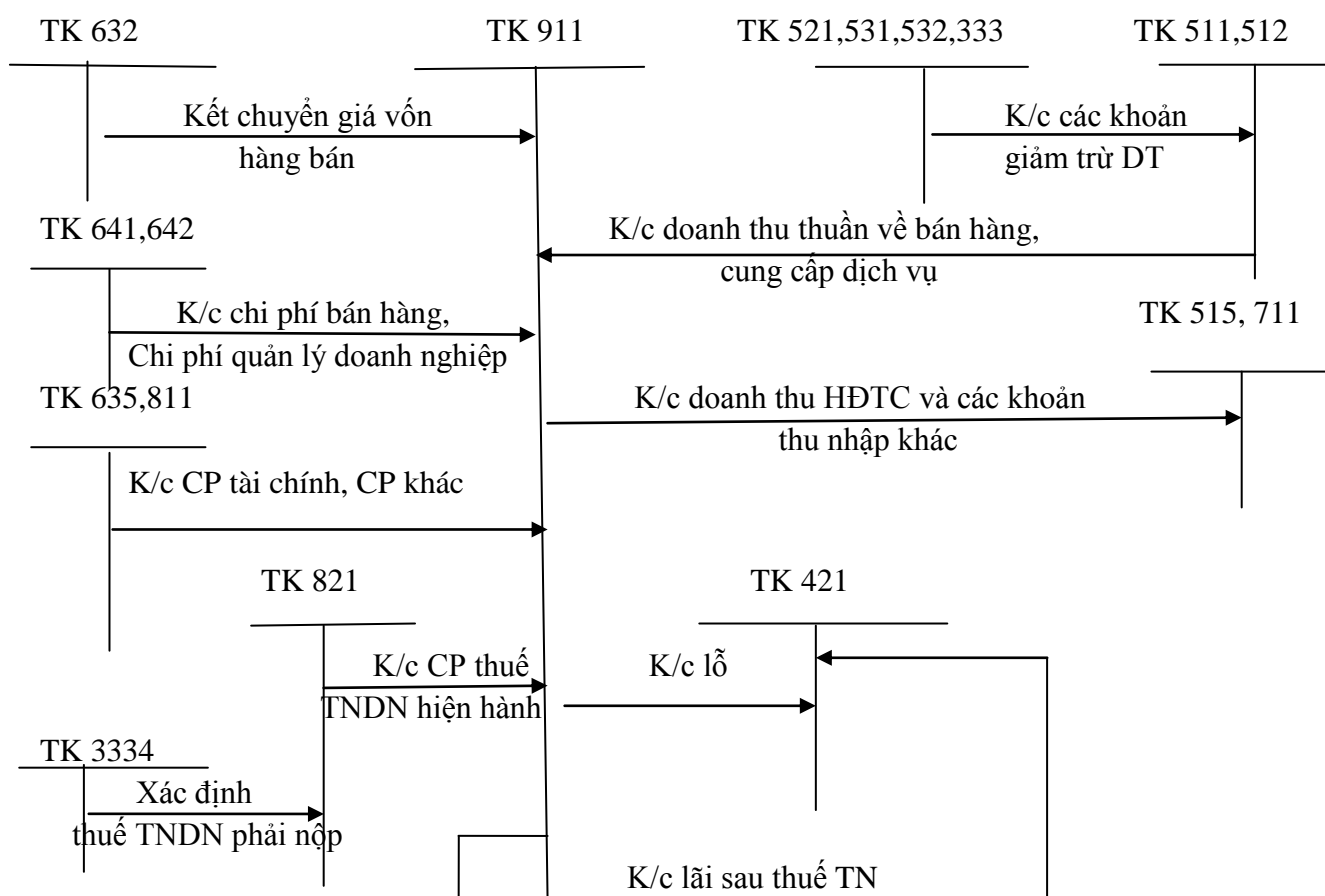 TK 632
TK 911
TK 521,531,532,333
TK 511,512
Kết chuyển giá vốn
hàng bán
K/c các khoản
giảm trừ DT
TK 641,642
K/c doanh thu thuần về bán hàng,
cung cấp dịch vụ
K/c chi phí bán hàng,
Chi phí quản lý doanh nghiệp
TK 515, 711
TK 635,811
K/c doanh thu HĐTC và các khoản
thu nhập khác
K/c CP tài chính, CP khác
TK 821
TK 421
K/c CP thuế
TNDN hiện hành
K/c lỗ
TK 3334
Xác định
thuế TNDN phải nộp
K/c lãi sau thuế TN